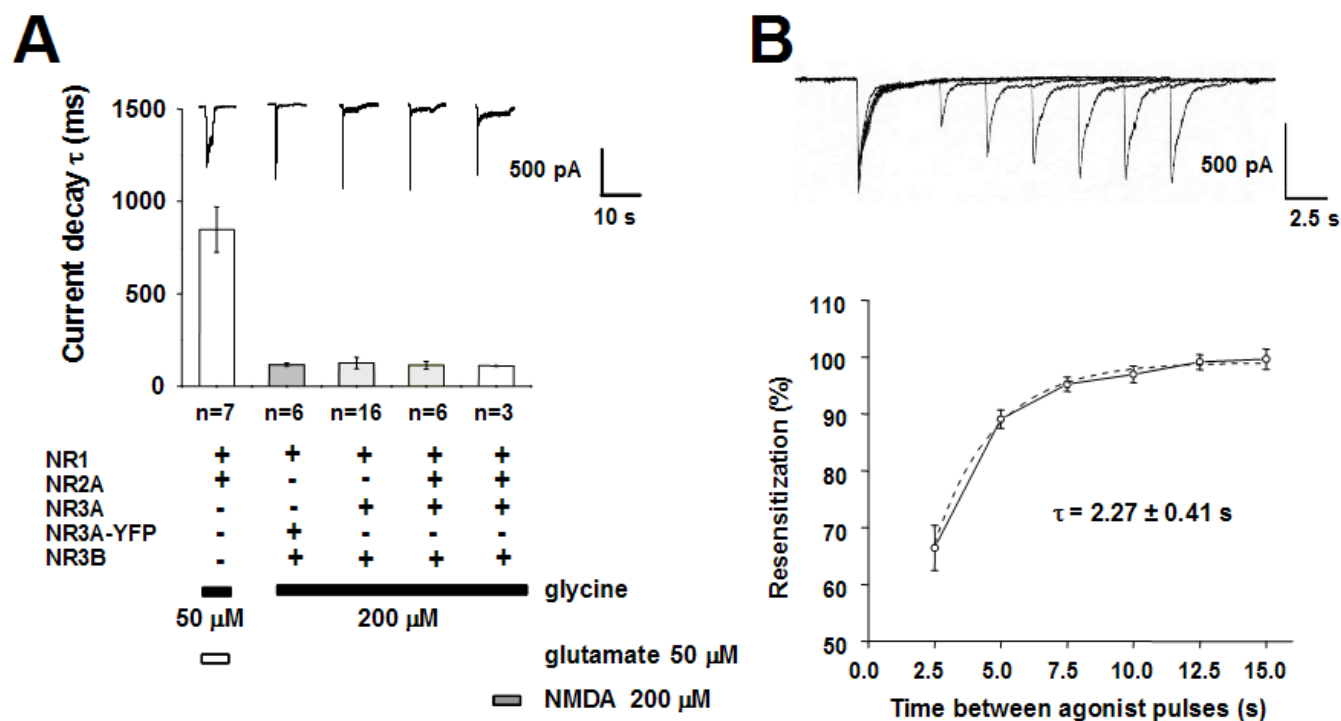 A
Current decay τ (ms)
1500
1000
500
0
500 pA
10 s
n=7 n=6 n=16 n=6 n=3
NR1 + + + + +
NR2A + - - + +
NR3A - - + + +
NR3A-YFP - + - - -
NR3B - + + + +
glycine
50 μM 200 μM
glutamate 50 μM
NMDA 200 μM
B
500 pA
2.5 s
Resensitization (%)
110
100
90
80
70
60
50
τ = 2.27 ± 0.41 s
0.0 2.5 5.0 7.5 10.0 12.5 15.0
Time between agonist pulses (s)